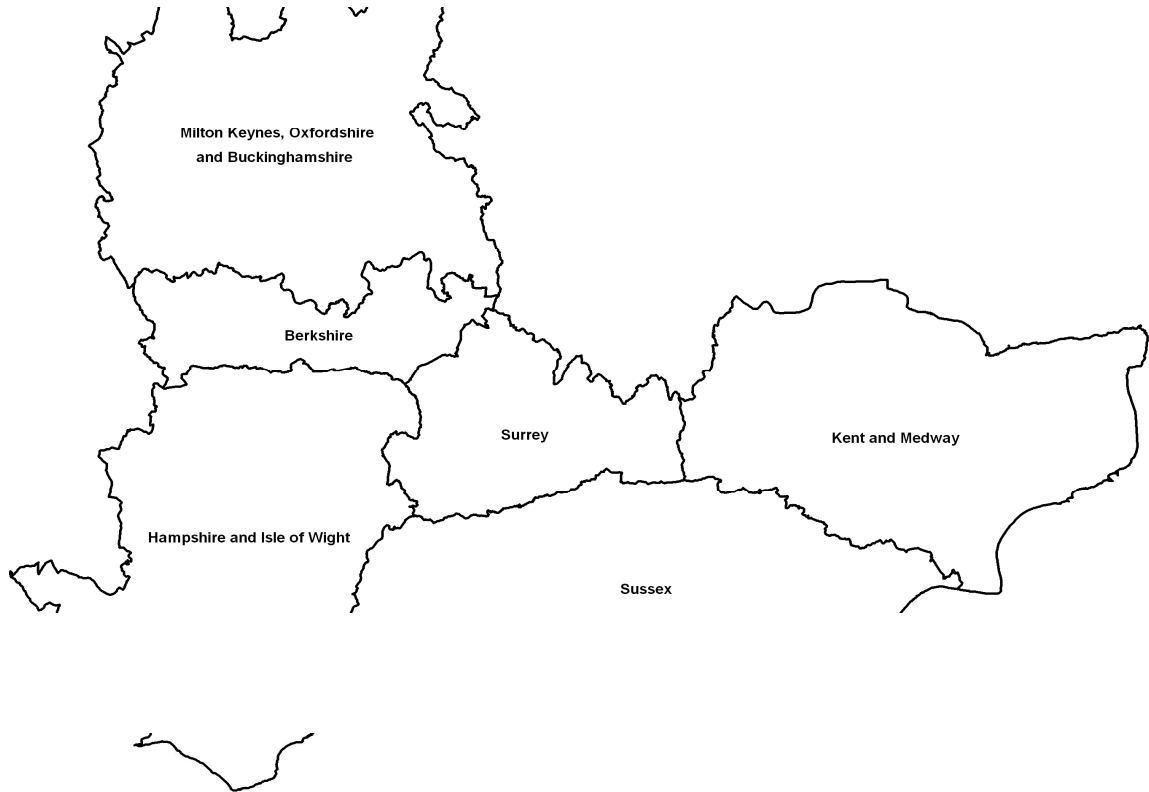 Milton Keynes, Oxfordshire
and Buckinghamshire
Berkshire
Surrey
Kent and Medway
Hampshire and Isle of Wight
Sussex